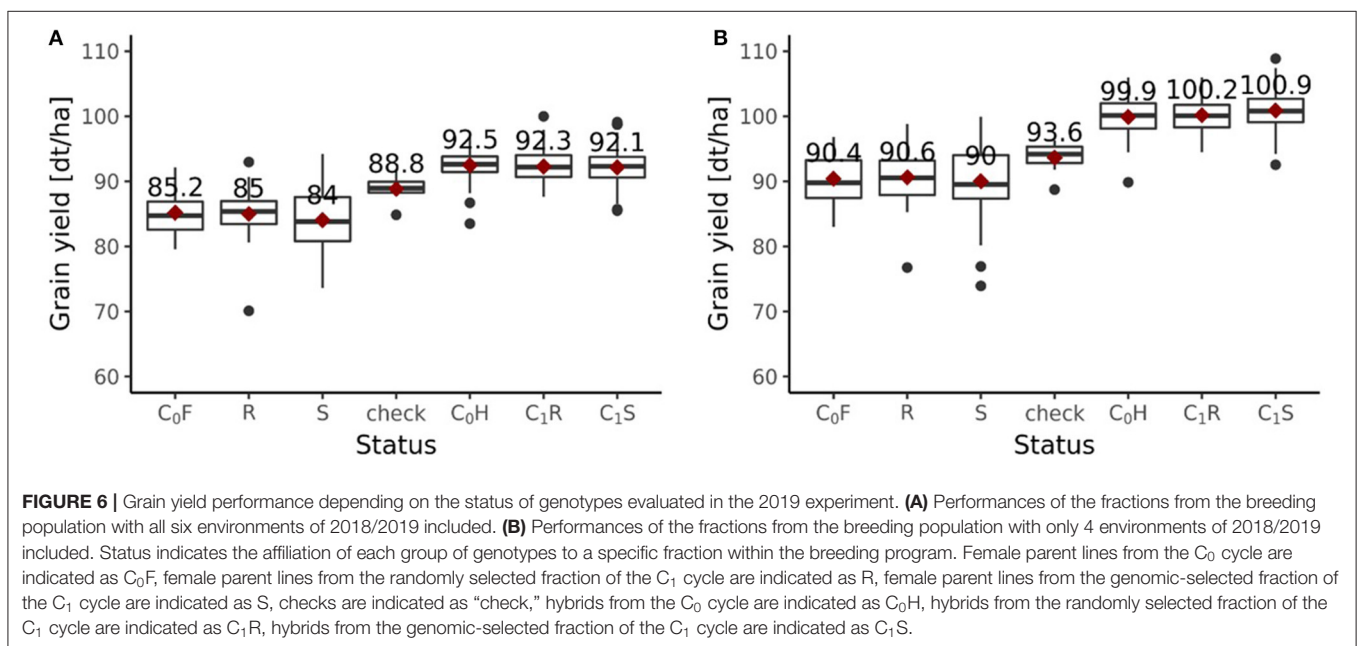 A
110
100
90
80
70
60
Grain yield [dt/ha]
85.2 85 84 88.8 92.5 92.3 92.1
C₀F R S check C₀H C₁R C₁S
Status
B
110
100
90
80
70
60
Grain yield [dt/ha]
90.4 90.6 90 93.6 99.9 100.2 100.9
C₀F R S check C₀H C₁R C₁S
Status
FIGURE 6 | Grain yield performance depending on the status of genotypes evaluated in the 2019 experiment. (A) Performances of the fractions from the breeding
population with all six environments of 2018/2019 included. (B) Performances of the fractions from the breeding population with only 4 environments of 2018/2019
included. Status indicates the affiliation of each group of genotypes to a specific fraction within the breeding program. Female parent lines from the C₀ cycle are
indicated as C₀F, female parent lines from the randomly selected fraction of the C₁ cycle are indicated as R, female parent lines from the genomic-selected fraction of
the C₁ cycle are indicated as S, checks are indicated as “check,” hybrids from the C₀ cycle are indicated as C₀H, hybrids from the randomly selected fraction of the
C₁ cycle are indicated as C₁R, hybrids from the genomic-selected fraction of the C₁ cycle are indicated as C₁S.